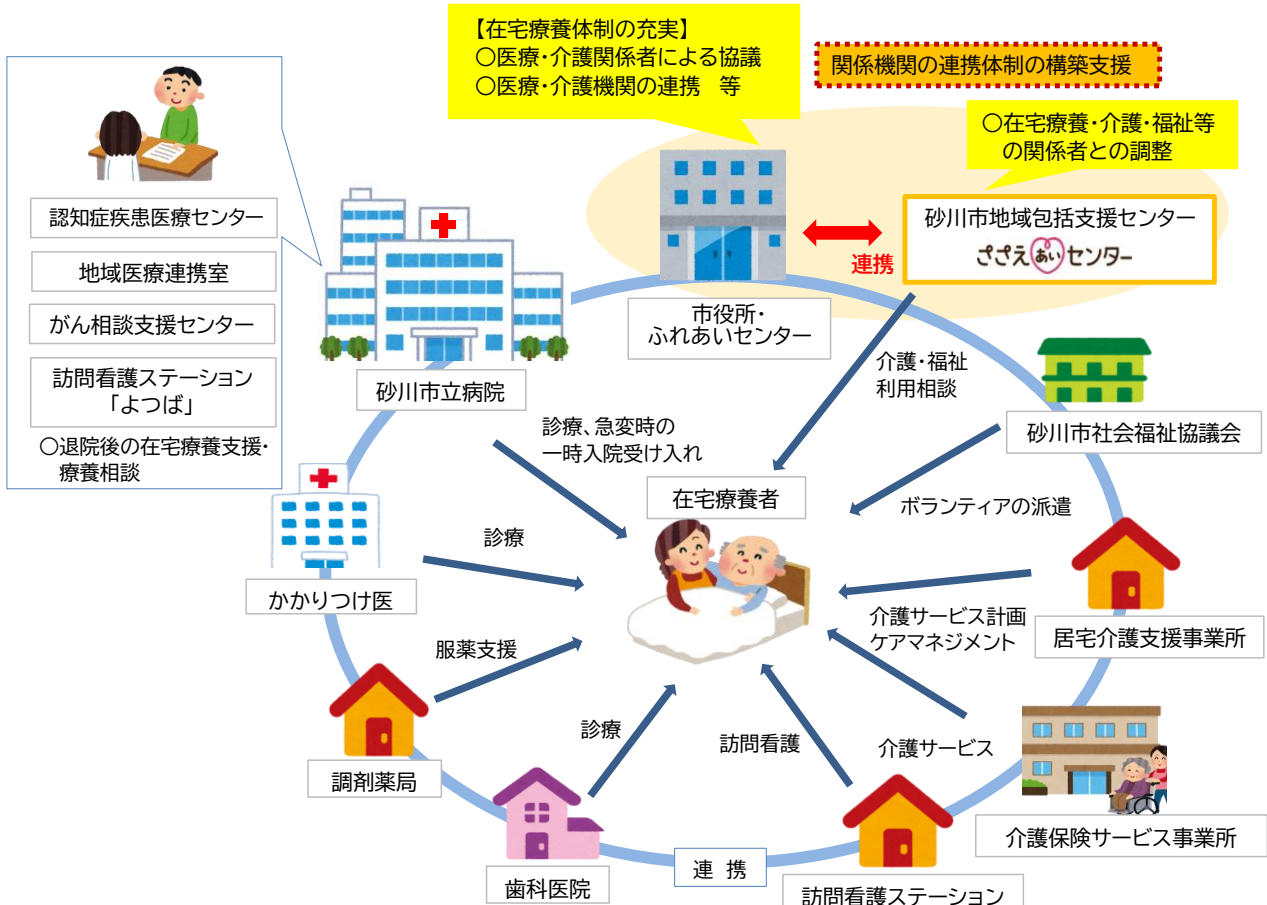 【在宅療養体制の充実】
○医療・介護関係者による協議
○医療・介護機関の連携　等
関係機関の連携体制の構築支援
○在宅療養・介護・福祉等
の関係者との調整
認知症疾患医療センター
地域医療連携室
がん相談支援センター
訪問看護ステーション
「よつば」
○退院後の在宅療養支援・
療養相談
砂川市地域包括支援センター
ささえあいセンター
連携
市役所・
ふれあいセンター
砂川市立病院
介護・福祉
利用相談
砂川市社会福祉協議会
診療、急変時の
一時入院受け入れ
在宅療養者
ボランティアの派遣
診療
かかりつけ医
介護サービス計画
ケアマネジメント
居宅介護支援事業所
服薬支援
調剤薬局
診療
訪問看護
介護サービス
介護保険サービス事業所
連 携
歯科医院
訪問看護ステーション